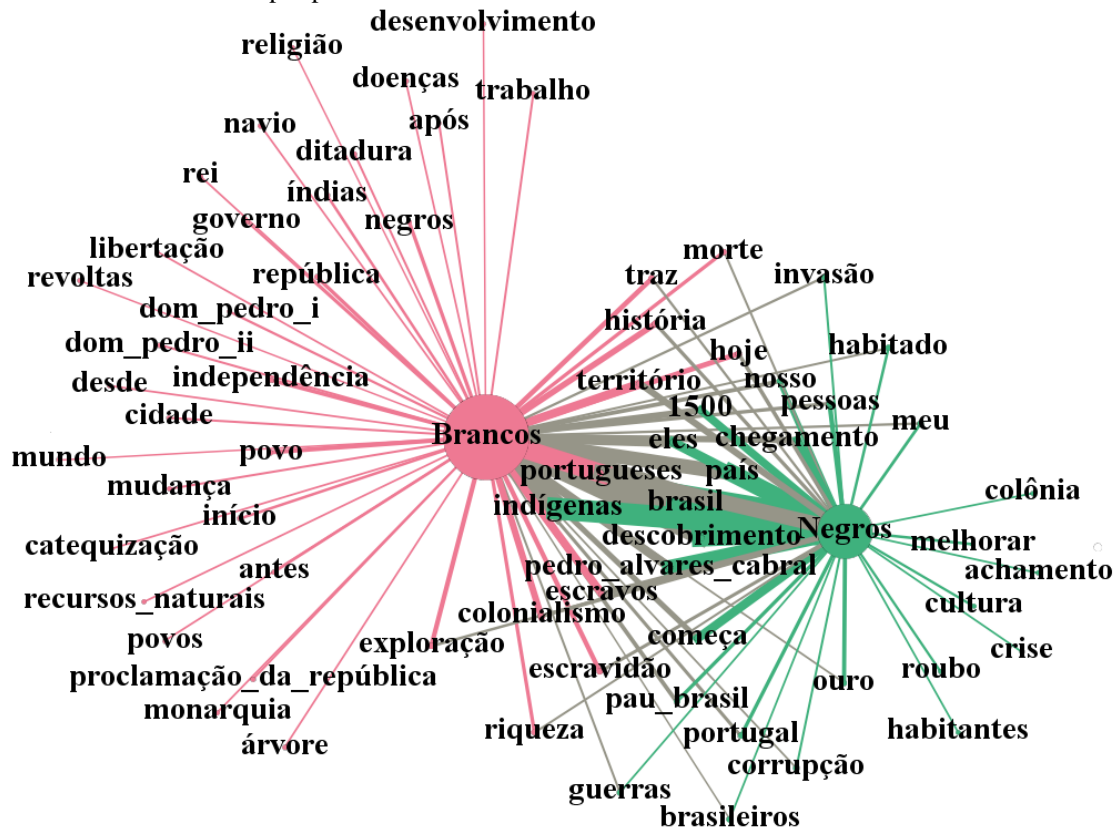 desenvolvimento
religião
doenças
trabalho
após
navio
ditadura
rei
índias
governo
negros
libertação
morte
revoltas
república
traz
invasão
dom_pedro_i
história
dom_pedro_ii
hoje
habitado
desde
independência
território
nosso
cidade
1500
pessoas
meu
Brancos
eles
chegamento
mundo
povo
portugueses
país
mudança
indígenas
brasil
colônia
início
descobrimento
Negros
melhorar
catequização
antes
pedro_alvares_cabral
achamento
recursos_naturais
escravos
cultura
colonialismo
povos
exploração
começa
crise
proclamação_da_república
escravidão
roubo
monarquia
pau_brasil
ouro
árvore
riqueza
portugal
habitantes
corrupção
guerras
brasileiros